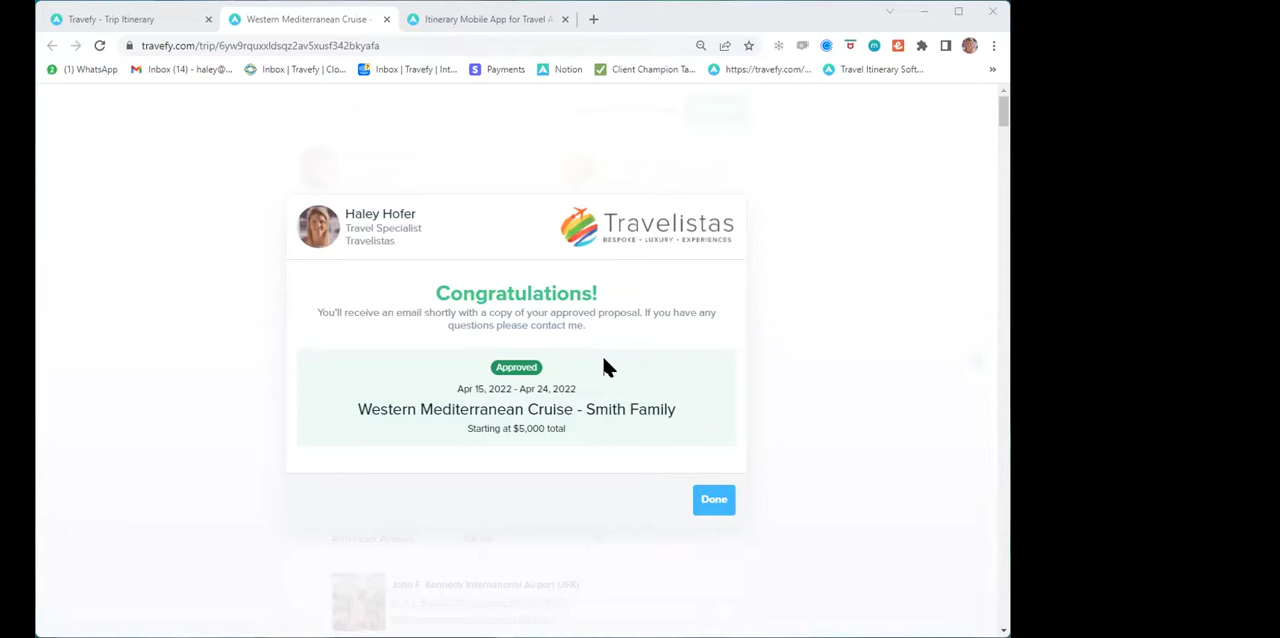 Travefy - Trip Itinerary
Western Mediterranean Cruise -
Itinerary Mobile App for Travel A
travefy.com/trip/6yw9rquxxldsqz2av5xusf342bkyafa
(1) WhatsApp
Inbox (14) - haley@...
Inbox | Travefy | Clo...
Inbox | Travefy | Int...
Payments
Notion
Client Champion Ta...
https://travefy.com/...
Travel Itinerary Soft...
»
Haley Hofer
Travel Specialist
Travelistas
Travelistas
BESPOKE • LUXURY • EXPERIENCES
Congratulations!
You'll receive an email shortly with a copy of your approved proposal. If you have any
questions please contact me.
Approved
Apr 15, 2022 - Apr 24, 2022
Western Mediterranean Cruise - Smith Family
Starting at $5,000 total
Done
American Airlines
John F. Kennedy International Airport (JFK)